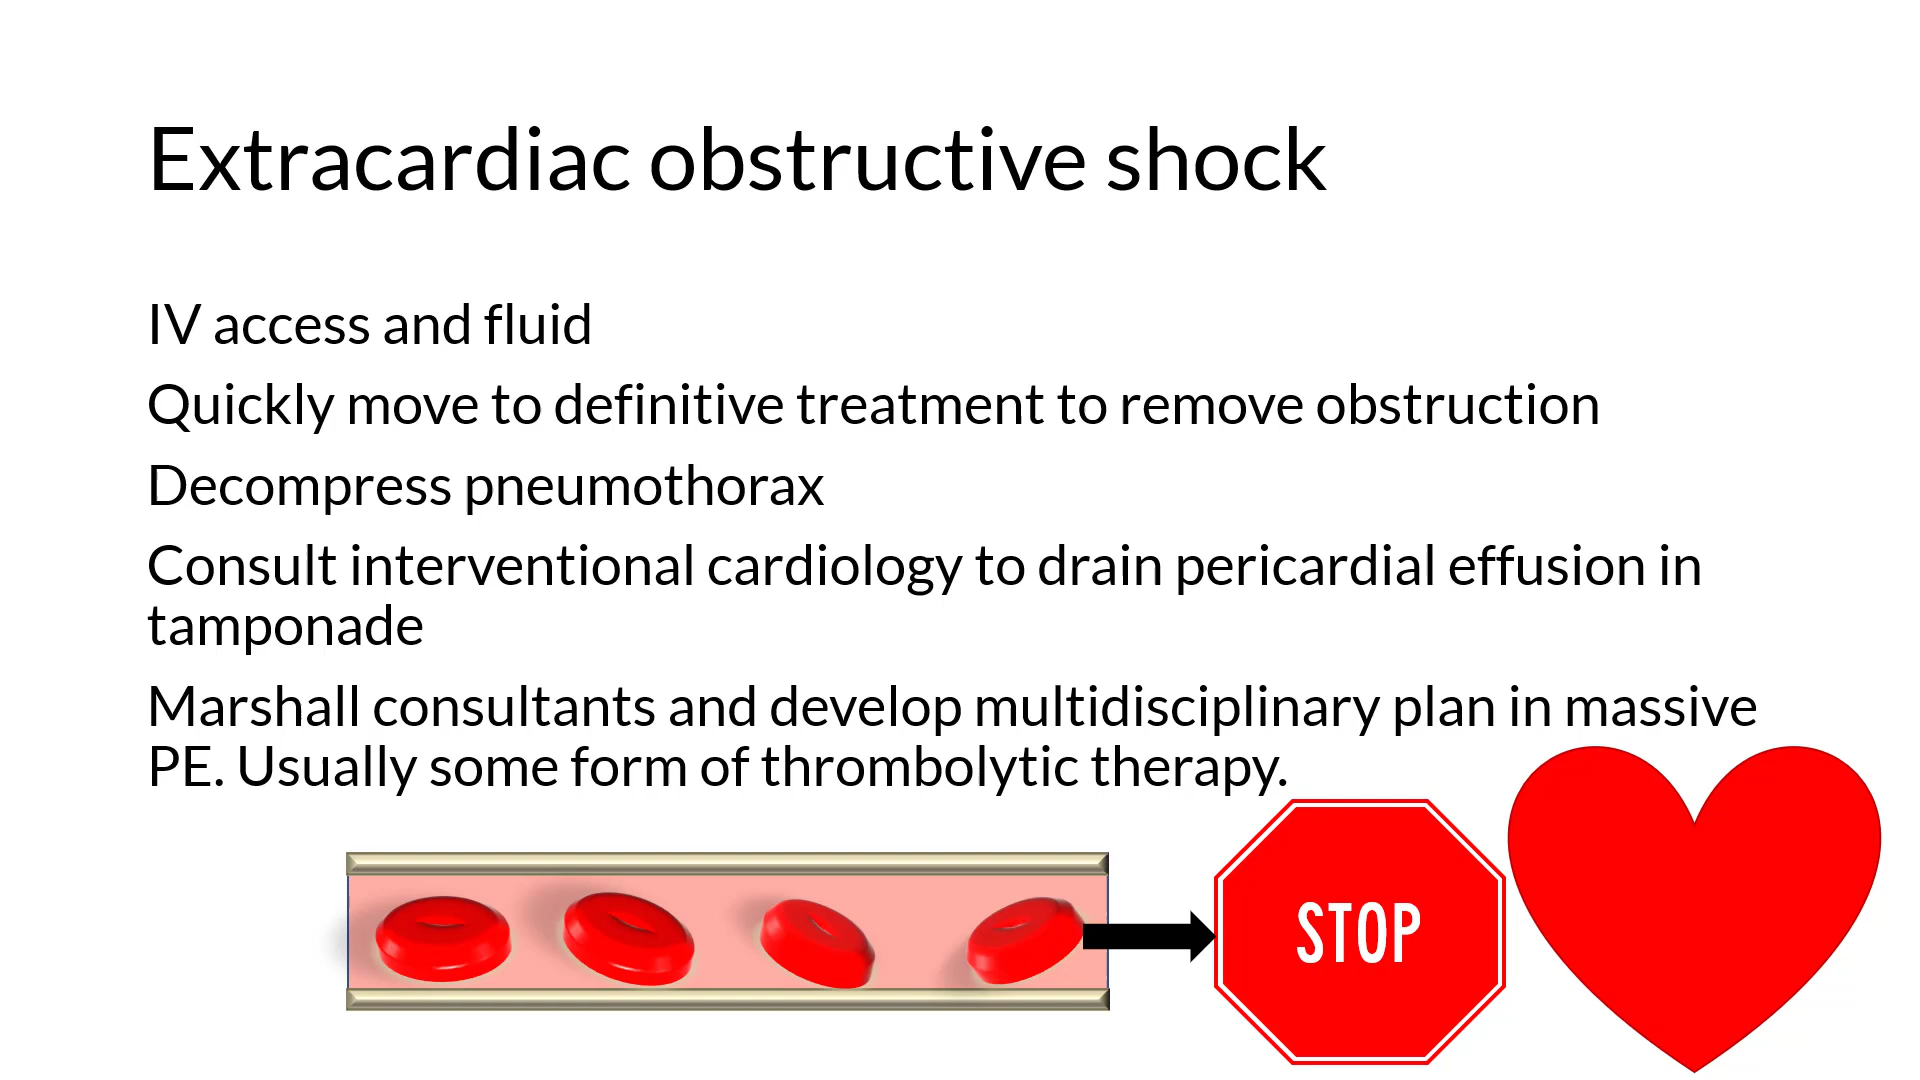 Extracardiac obstructive shock
IV access and fluid
Quickly move to definitive treatment to remove obstruction
Decompress pneumothorax
Consult interventional cardiology to drain pericardial effusion in
tamponade
Marshall consultants and develop multidisciplinary plan in massive
PE. Usually some form of thrombolytic therapy.
STOP